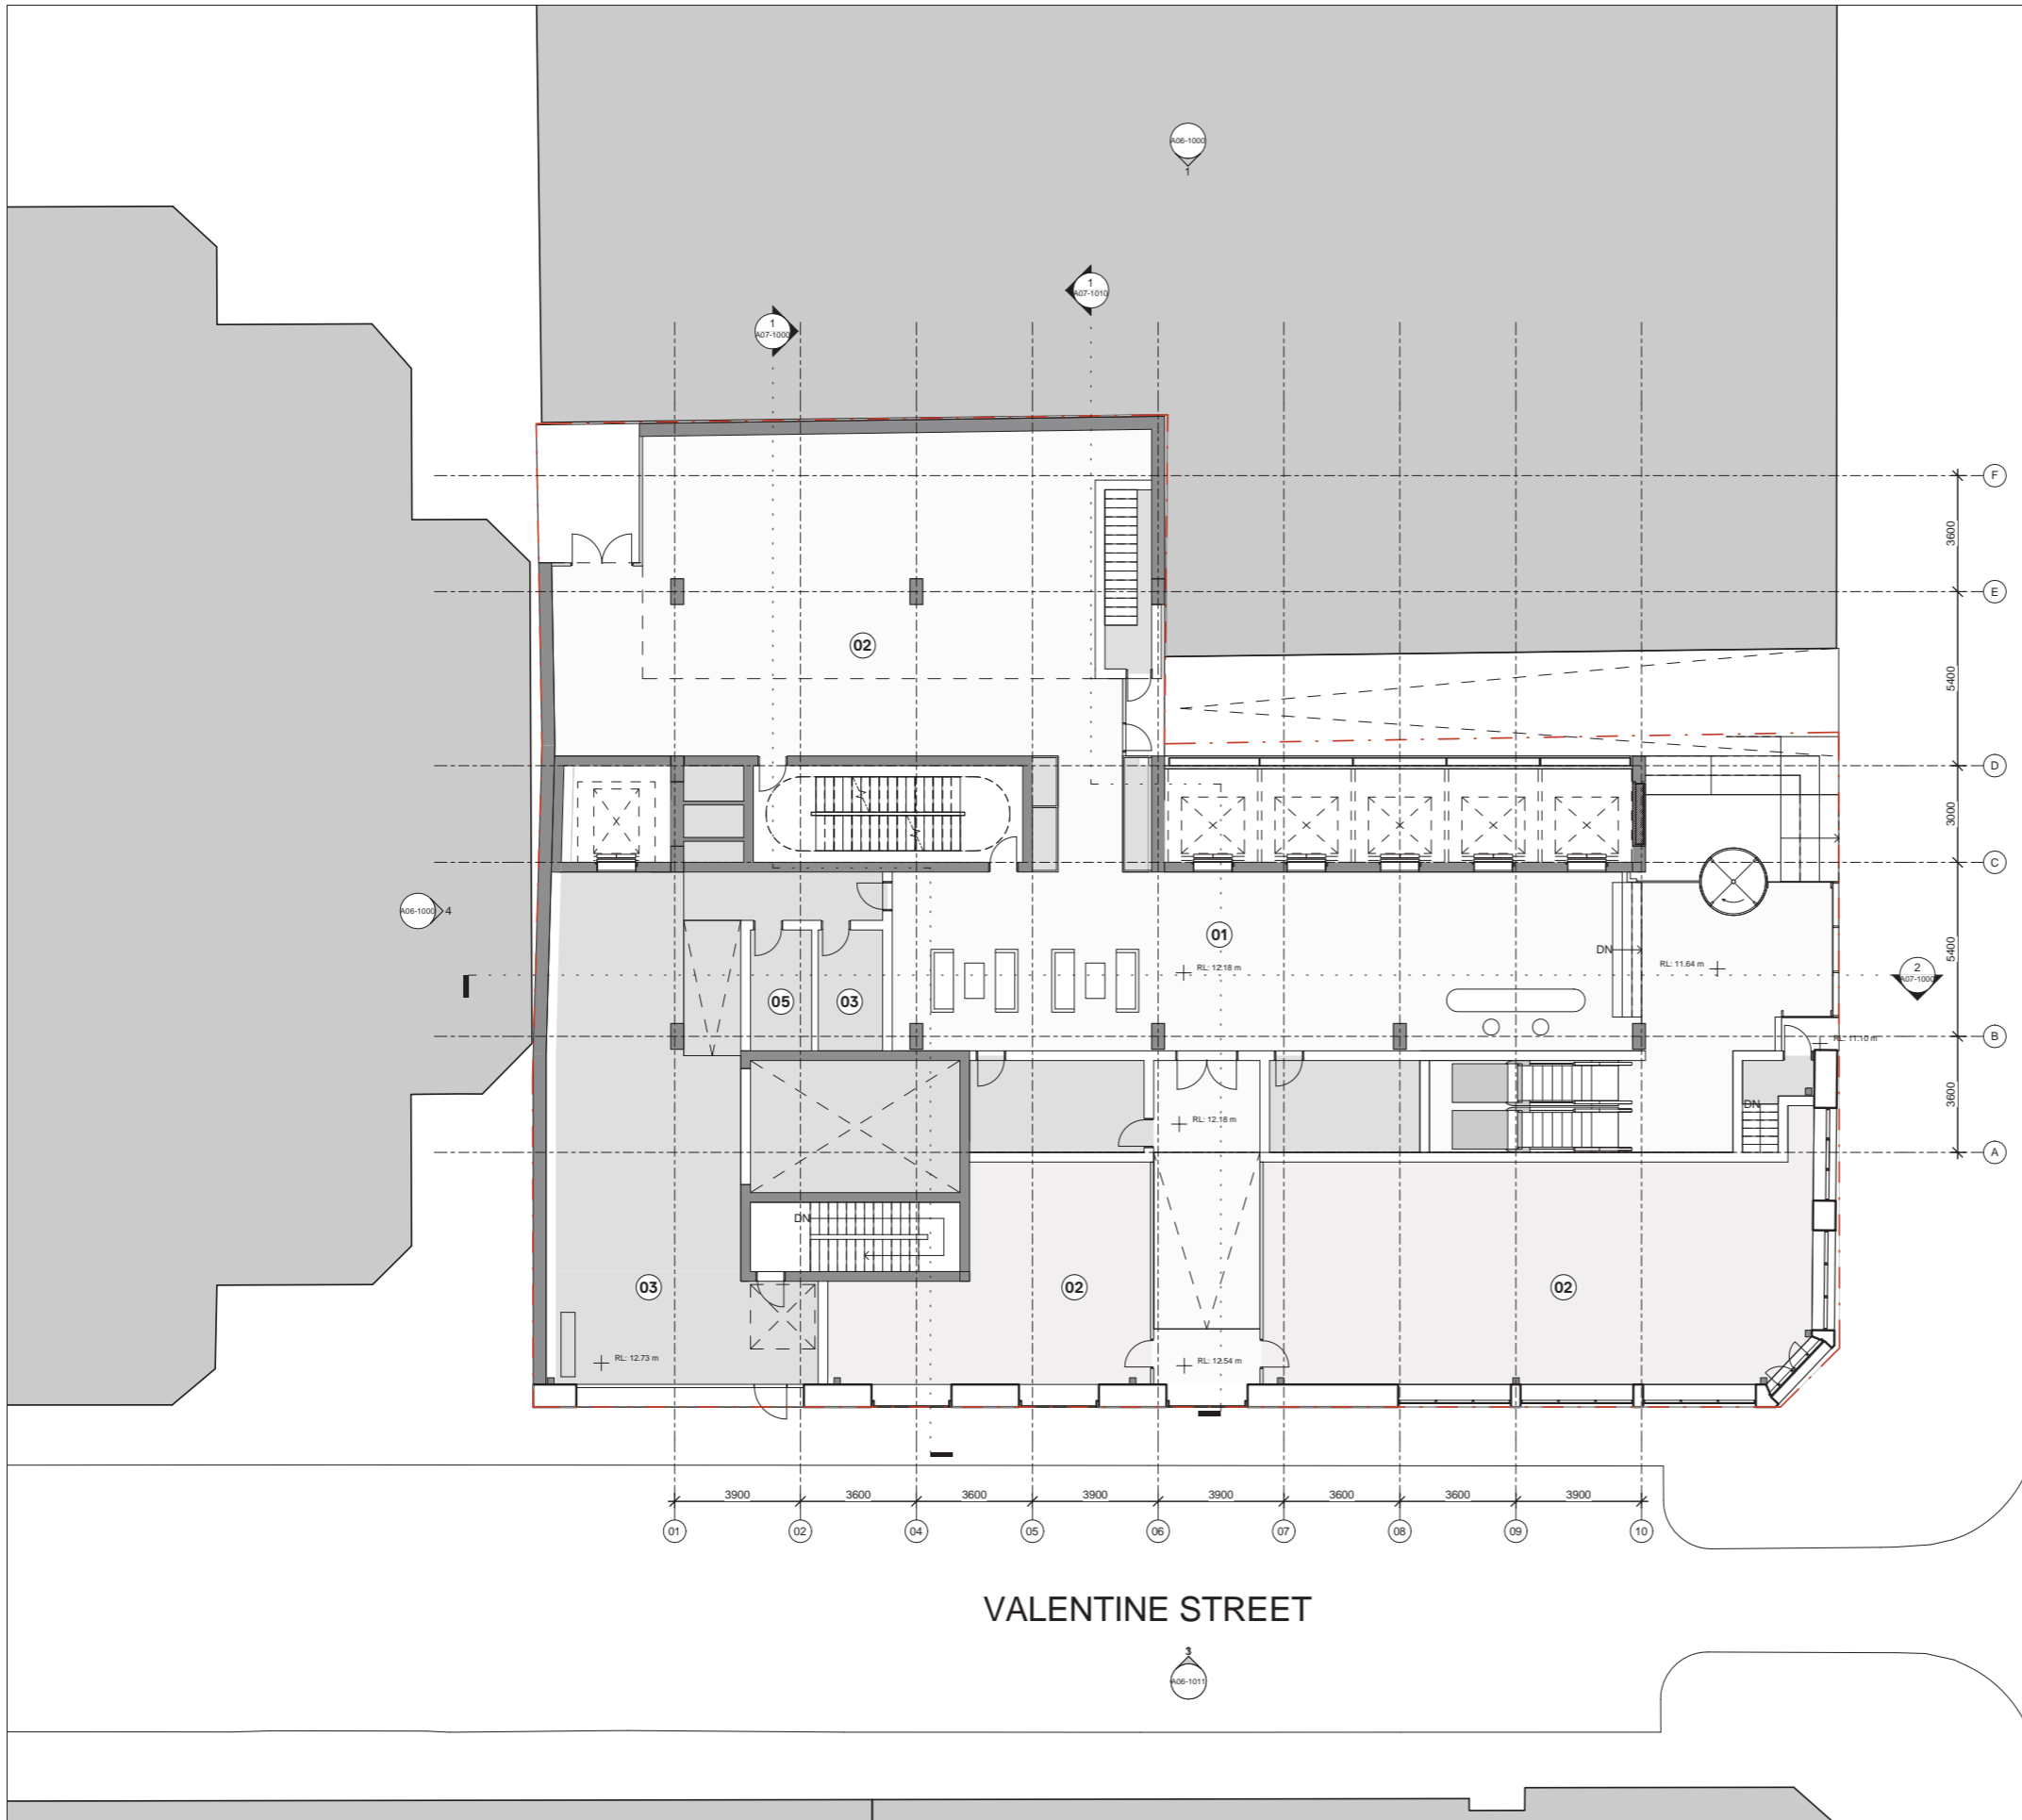 A06-1000
1
1
A07-1010
1
A07-1000
F
3600
E
02
5400
D
3000
C
A06-1000
4
01
DN
RL: 12.18 m
RL: 11.64 m
2
A07-1000
5400
05
03
B
RL: 11.10 m
3600
DN
RL: 12.18 m
A
DN
03
02
02
RL: 12.73 m
RL: 12.54 m
3900
3600
3600
3900
3900
3600
3600
3900
01
02
04
05
06
07
08
09
10
VALENTINE STREET
3
A06-1011